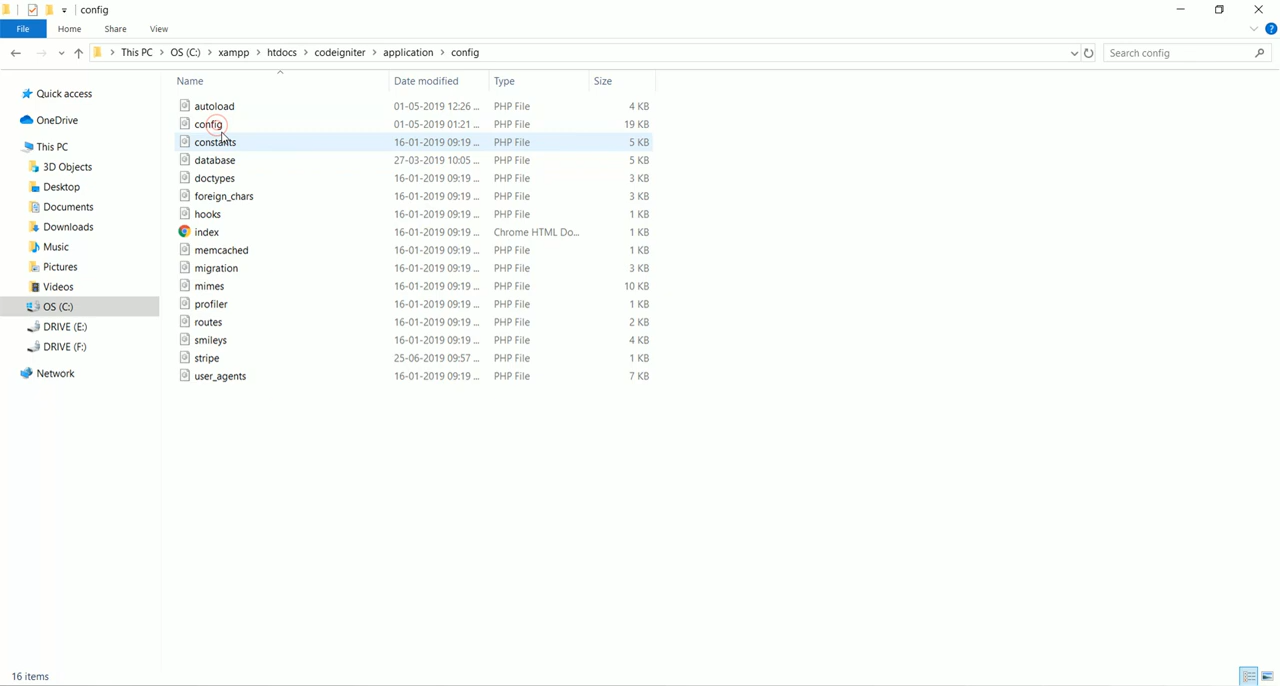 config
File Home Share View
This PC > OS (C:) > xampp > htdocs > codeigniter > application > config Search config
Name Date modified Type Size
Quick access
OneDrive
This PC
3D Objects
Desktop
Documents
Downloads
Music
Pictures
Videos
OS (C:)
DRIVE (E:)
DRIVE (F:)
Network
autoload 01-05-2019 12:26 ... PHP File 4 KB
config 01-05-2019 01:21 ... PHP File 19 KB
constants 16-01-2019 09:19 ... PHP File 5 KB
database 27-03-2019 10:05 ... PHP File 5 KB
doctypes 16-01-2019 09:19 ... PHP File 3 KB
foreign_chars 16-01-2019 09:19 ... PHP File 3 KB
hooks 16-01-2019 09:19 ... PHP File 1 KB
index 16-01-2019 09:19 ... Chrome HTML Do... 1 KB
memcached 16-01-2019 09:19 ... PHP File 1 KB
migration 16-01-2019 09:19 ... PHP File 3 KB
mimes 16-01-2019 09:19 ... PHP File 10 KB
profiler 16-01-2019 09:19 ... PHP File 1 KB
routes 16-01-2019 09:19 ... PHP File 2 KB
smileys 16-01-2019 09:19 ... PHP File 4 KB
stripe 25-06-2019 09:57 ... PHP File 1 KB
user_agents 16-01-2019 09:19 ... PHP File 7 KB
16 items